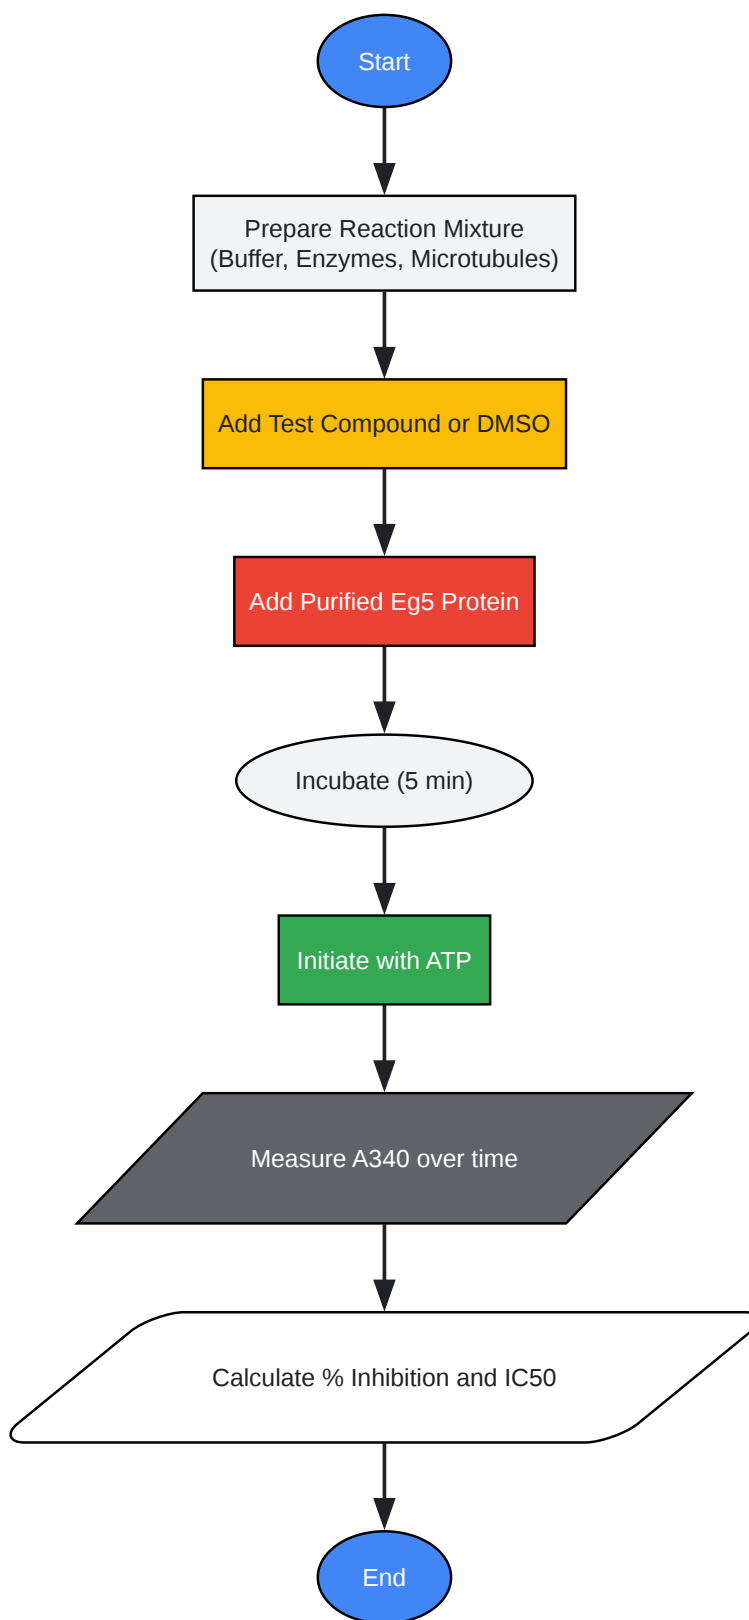 Start
Prepare Reaction Mixture
(Buffer, Enzymes, Microtubules)
Add Test Compound or DMSO
Add Purified Eg5 Protein
Incubate (5 min)
Initiate with ATP
Measure A340 over time
Calculate % Inhibition and IC50
End